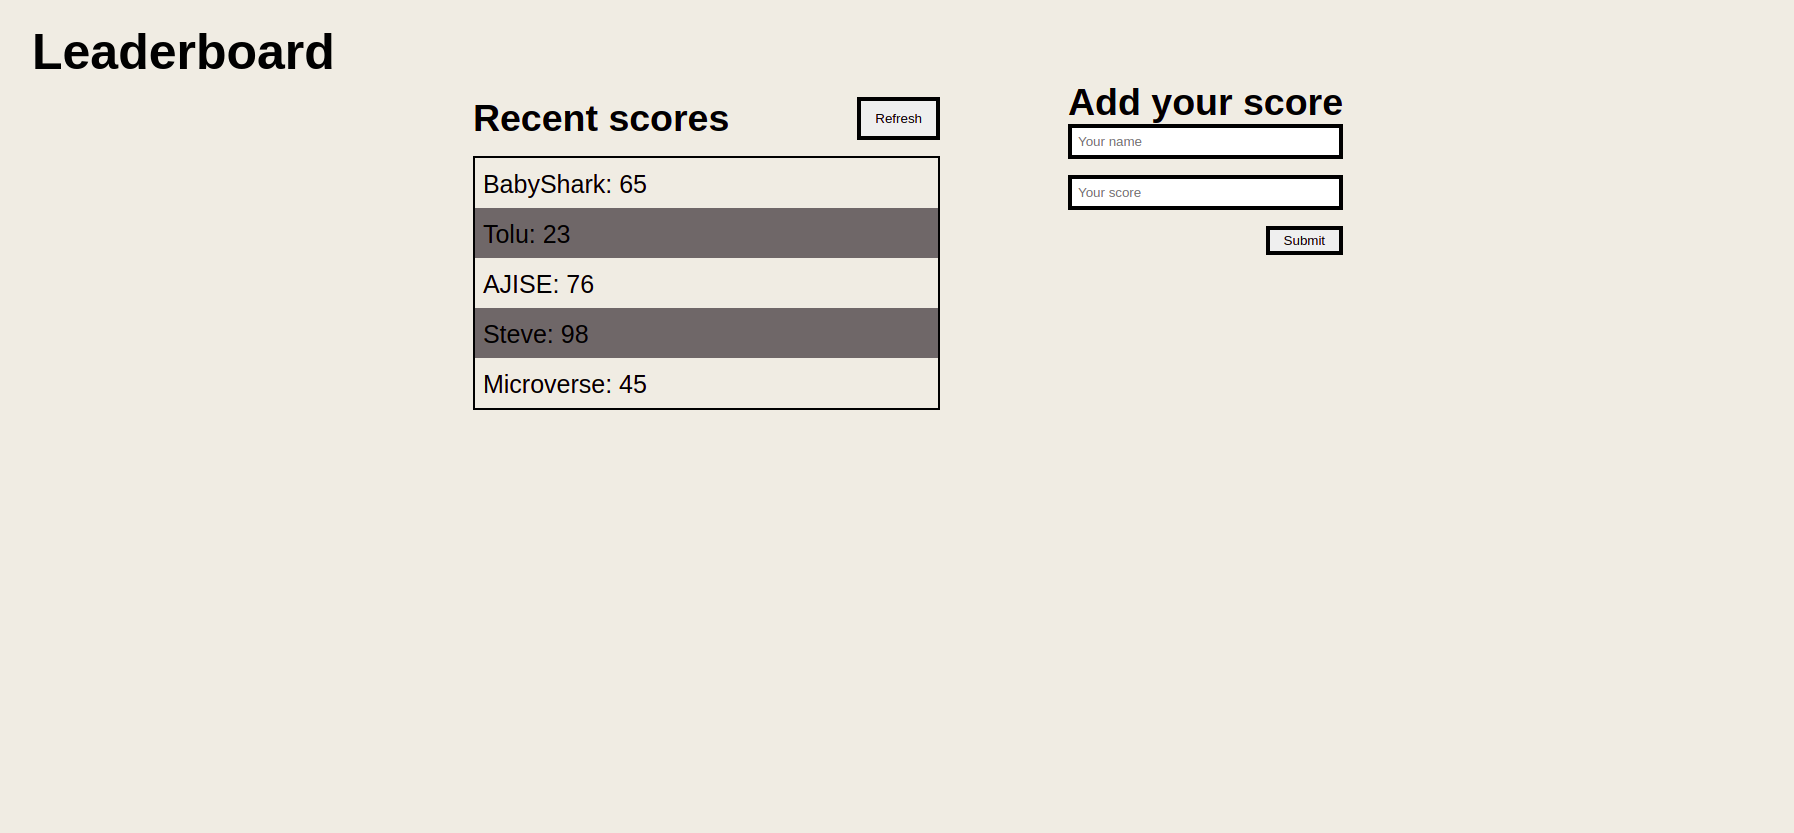 Leaderboard
Recent scores
Refresh
BabyShark: 65
Tolu: 23
AJISE: 76
Steve: 98
Microverse: 45
Add your score
Your name
Your score
Submit